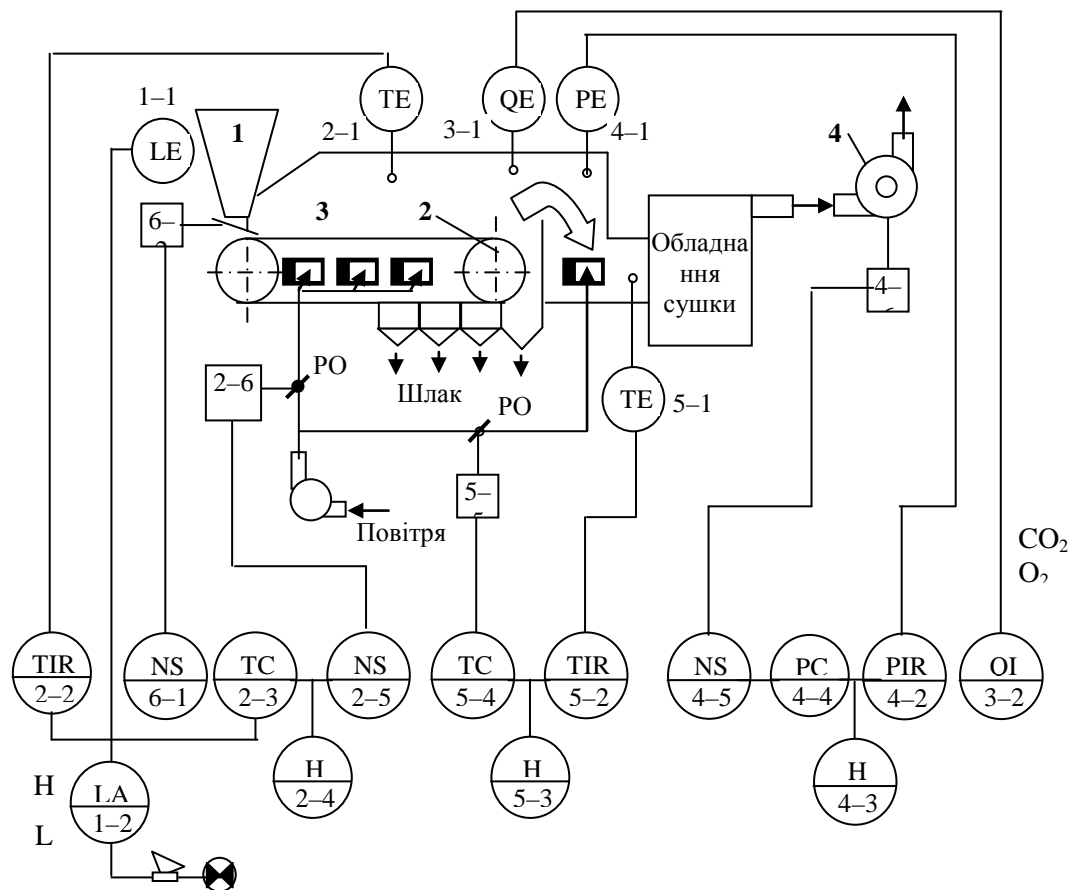 TE
QE
PE
1–1
2–1
3–1
4–1
4
LE
1
6–
3
2
Обладна
ння
сушки
4–
РО
2–6
Шлак
РО
TE
5–1
5–
Повітря
CO₂
O₂
TIR
2–2
NS
6–1
TC
2–3
NS
2–5
TC
5–4
TIR
5–2
NS
4–5
PC
4–4
PIR
4–2
QI
3–2
H
2–4
H
5–3
H
4–3
H
L
LA
1–2